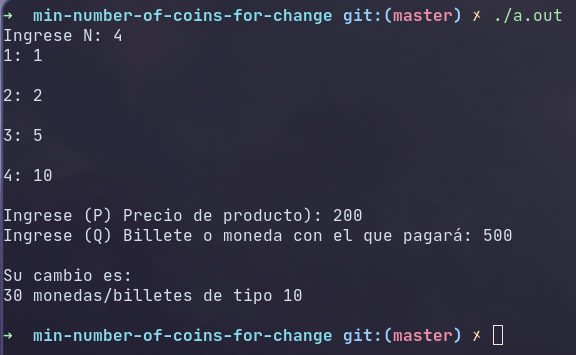 → min-number-of-coins-for-change git:(master) ✗ ./a.out
Ingrese N: 4
1: 1
2: 2
3: 5
4: 10
Ingrese (P) Precio de producto): 200
Ingrese (Q) Billete o moneda con el que pagará: 500
Su cambio es:
30 monedas/billetes de tipo 10
→ min-number-of-coins-for-change git:(master) ✗